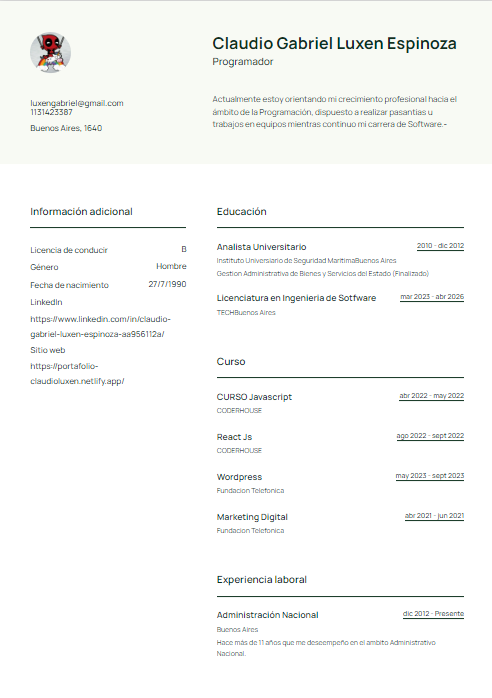 Claudio Gabriel Luxen Espinoza
Programador
luxengabriel@gmail.com
1131423387
Buenos Aires, 1640
Actualmente estoy orientando mi crecimiento profesional hacia el
ámbito de la Programación, dispuesto a realizar pasantías u
trabajos en equipos mientras continuo mi carrera de Software.-
Información adicional
Licencia de conducir B
Género Hombre
Fecha de nacimiento 27/7/1990
LinkedIn
https://www.linkedin.com/in/claudio-
gabriel-luxen-espinoza-aa956112a/
Sitio web
https://portafolio-
claudioluxen.netlify.app/
Educación
Analista Universitario 2010 - dic 2012
Instituto Universiario de Seguridad MarítimaBuenos Aires
Gestion Administrativa de Bienes y Servicios del Estado (Finalizado)
Licenciatura en Ingeniería de Sotftware mar 2023 - abr 2026
TECHBuenos Aires
Curso
CURSO Javascript abr 2022 - may 2022
CODERHOUSE
React Js ago 2022 - sept 2022
CODERHOUSE
Wordpress may 2023 - sept 2023
Fundacion Telefonica
Marketing Digital abr 2021 - jun 2021
Fundacion Telefonica
Experiencia laboral
Administración Nacional dic 2012 - Presente
Buenos Aires
Hace más de 11 años que me deseempeño en el ambito Administrativo
Nacional.